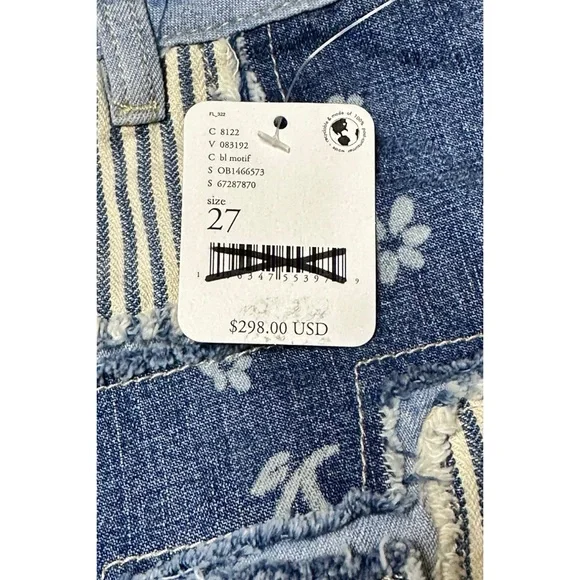 FL_322
C 8122
V 083192
C bl motif
S OB1466573
S 67287870
size
27
$298.00 USD